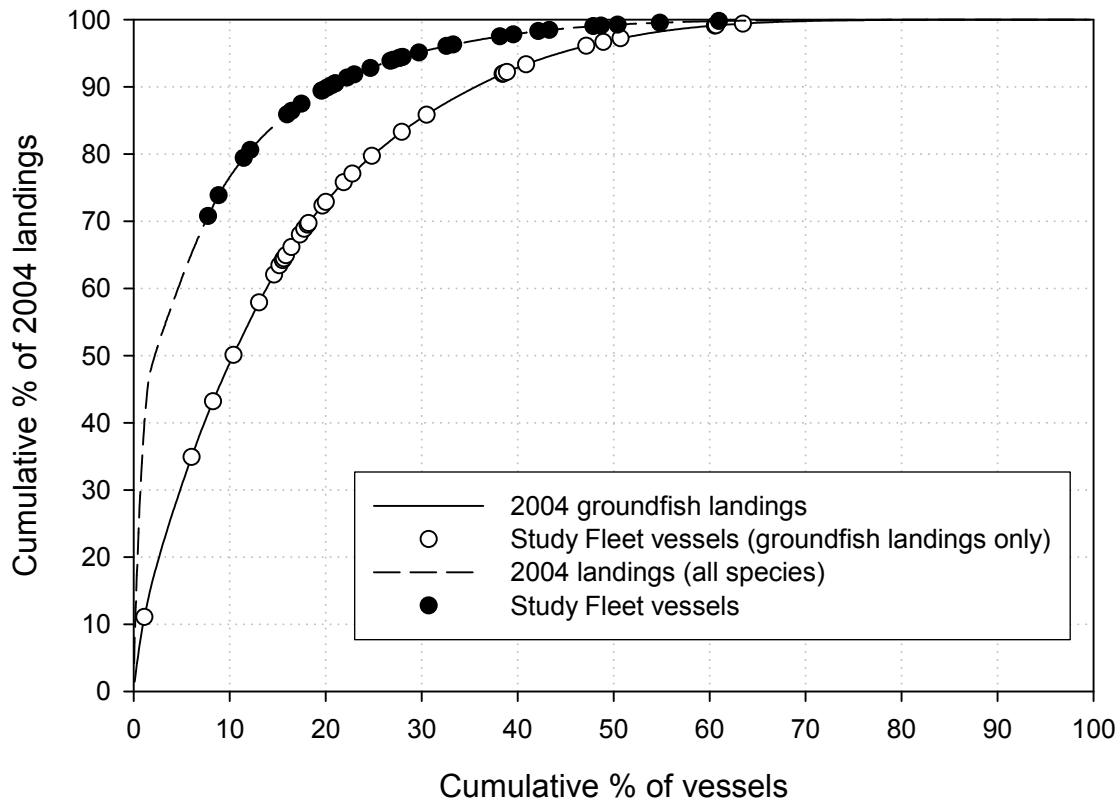 Cumulative % of 2004 landings
100
90
80
70
60
50
40
30
20
10
0
2004 groundfish landings
Study Fleet vessels (groundfish landings only)
2004 landings (all species)
Study Fleet vessels
0 10 20 30 40 50 60 70 80 90 100
Cumulative % of vessels